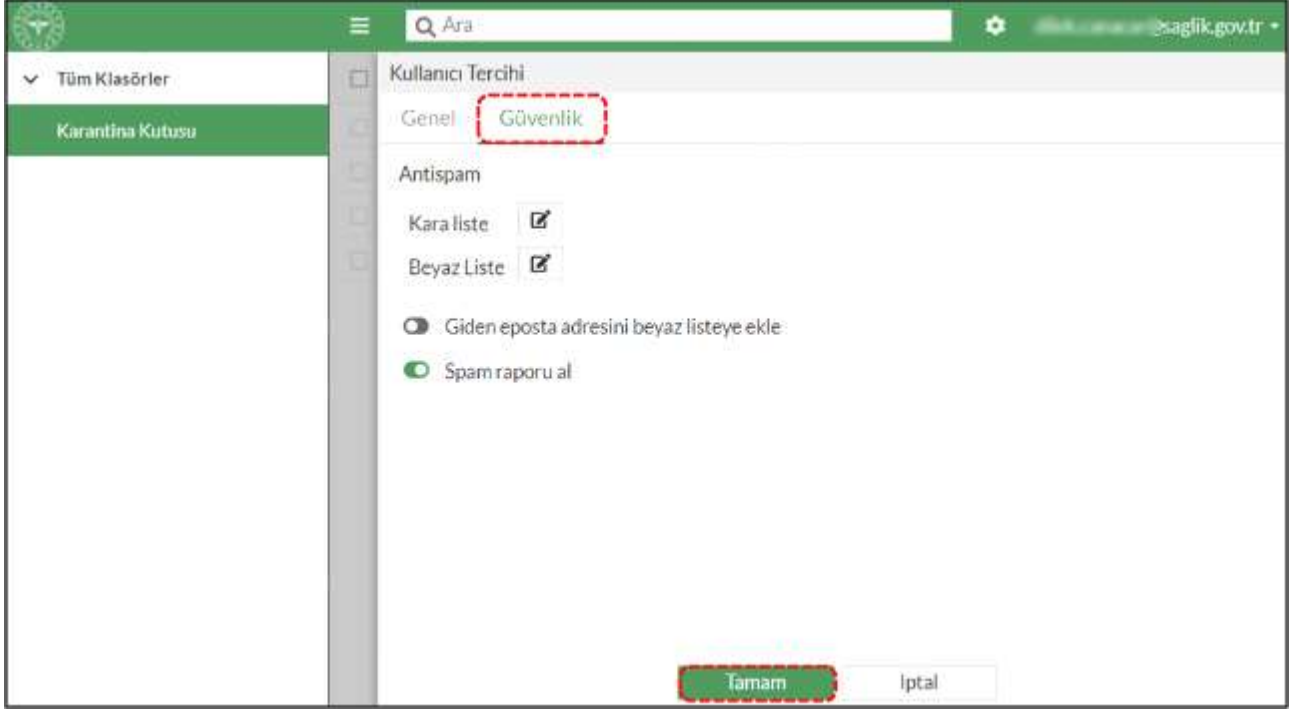 Ara
saglik.gov.tr
Tüm Klasörler
Kullanıcı Tercihi
Karantina Kutusu
Genel
Güvenlik
Antispam
Kara liste
Beyaz Liste
Giden eposta adresini beyaz listeye ekle
Spam raporu al
Tamam
Iptal